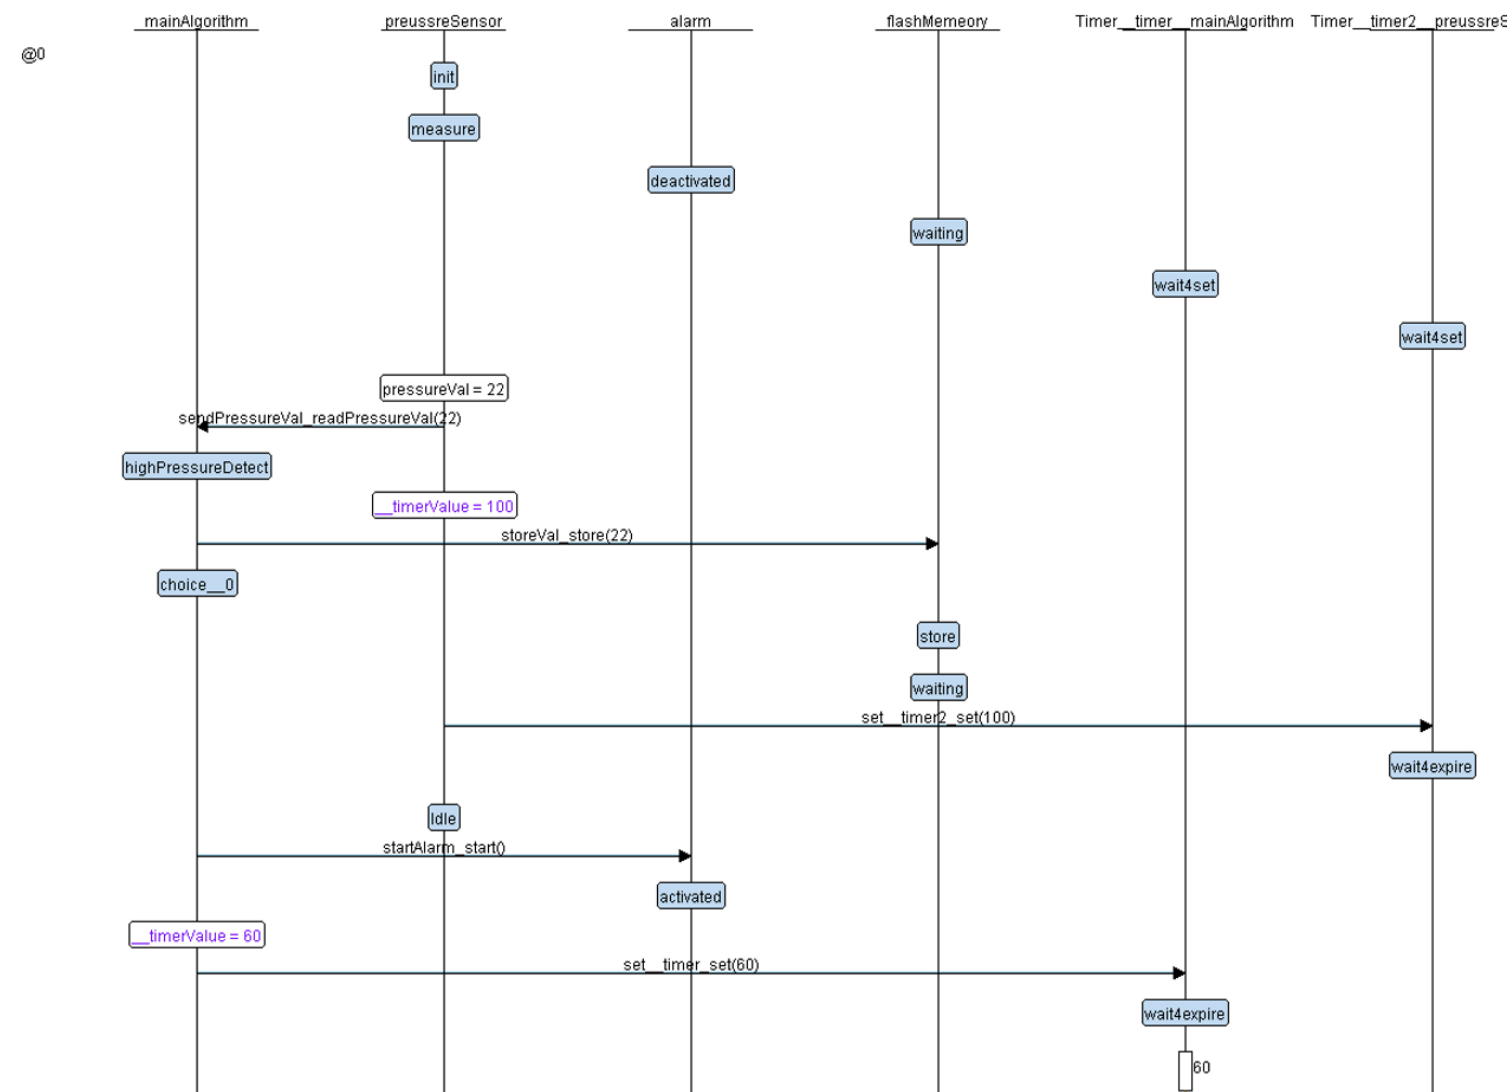 mainAlgorithm preussreSensor alarm flashMemeory Timer__timer__mainAlgorithm Timer__timer2__preussreS
@0
init
measure
deactivated
waiting
wait4set
wait4set
pressureVal = 22
sendPressureVal_readPressureVal(22)
highPressureDetect
__timerValue = 100
storeVal_store(22)
choice__0
store
waiting
set__timer2_set(100)
wait4expire
Idle
startAlarm_start()
activated
__timerValue = 60
set__timer_set(60)
wait4expire
60